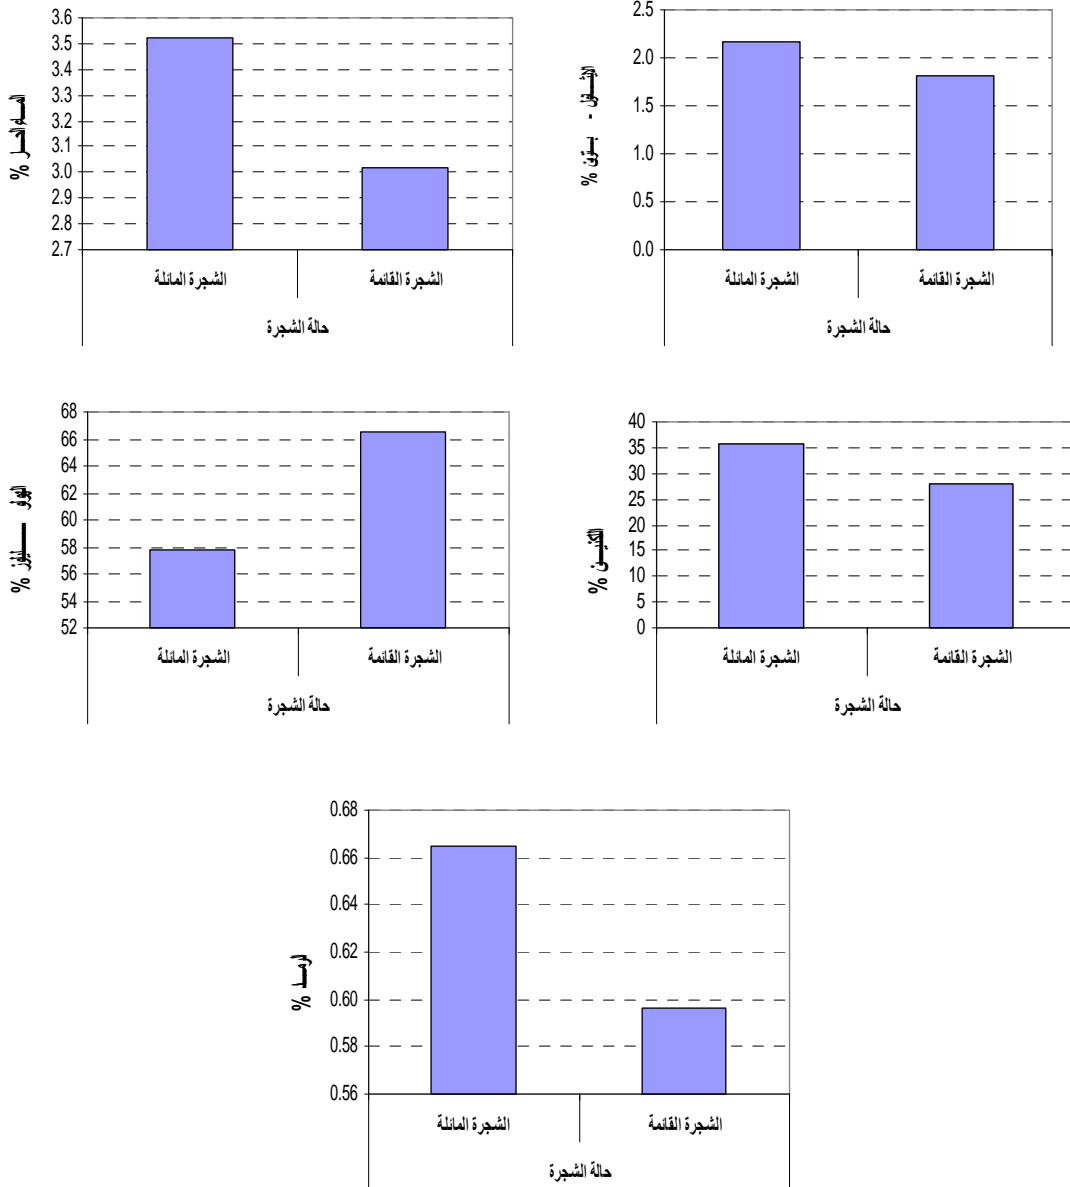 3.6
3.5
3.4
3.3
3.2
3.1
3.0
2.9
2.8
2.7
الماء الحار %
الشجرة المائلة
الشجرة القائمة
حالة الشجرة
2.5
2.0
1.5
1.0
0.5
0.0
%
الشجرة المائلة
الشجرة القائمة
حالة الشجرة
68
66
64
62
60
58
56
54
52
%
الشجرة المائلة
الشجرة القائمة
حالة الشجرة
40
35
30
25
20
15
10
5
0
%
الشجرة المائلة
الشجرة القائمة
حالة الشجرة
0.68
0.66
0.64
0.62
0.60
0.58
0.56
الرماد %
الشجرة المائلة
الشجرة القائمة
حالة الشجرة